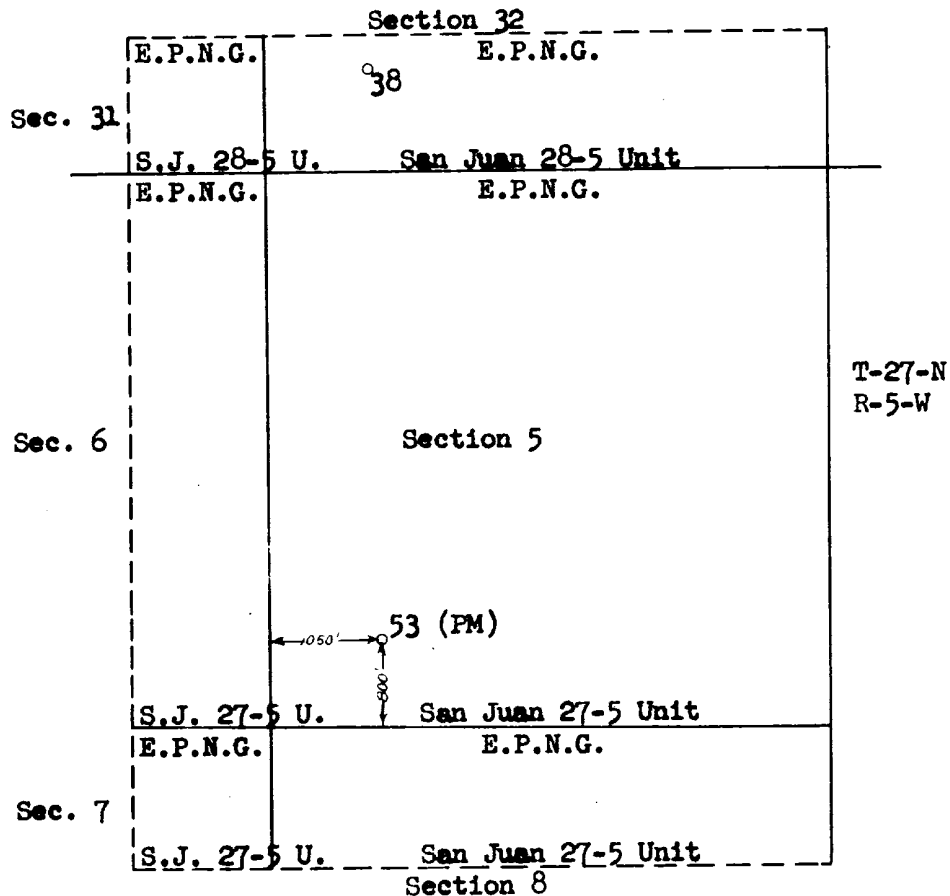 Section 32
E.P.N.G. E.P.N.G.
38
Sec. 31
S.J. 28-5 U. San Juan 28-5 Unit
E.P.N.G. E.P.N.G.
T-27-N
R-5-W
Sec. 6 Section 5
53 (PM)
1050'
800'
S.J. 27-5 U. San Juan 27-5 Unit
E.P.N.G. E.P.N.G.
Sec. 7
S.J. 27-5 U. San Juan 27-5 Unit
Section 8